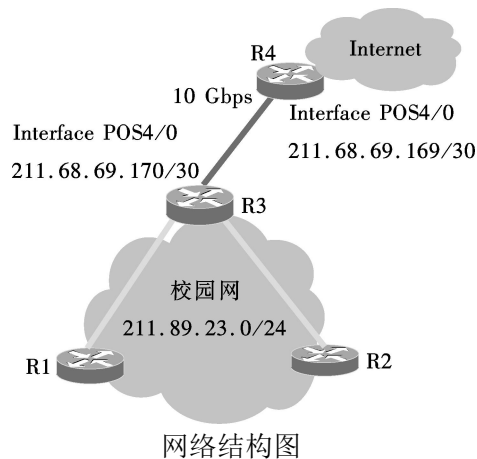 R4
Internet
10 Gbps
Interface POS4/0
211.68.69.169/30
Interface POS4/0
211.68.69.170/30
R3
校园网
211.89.23.0/24
R1
R2
网络结构图